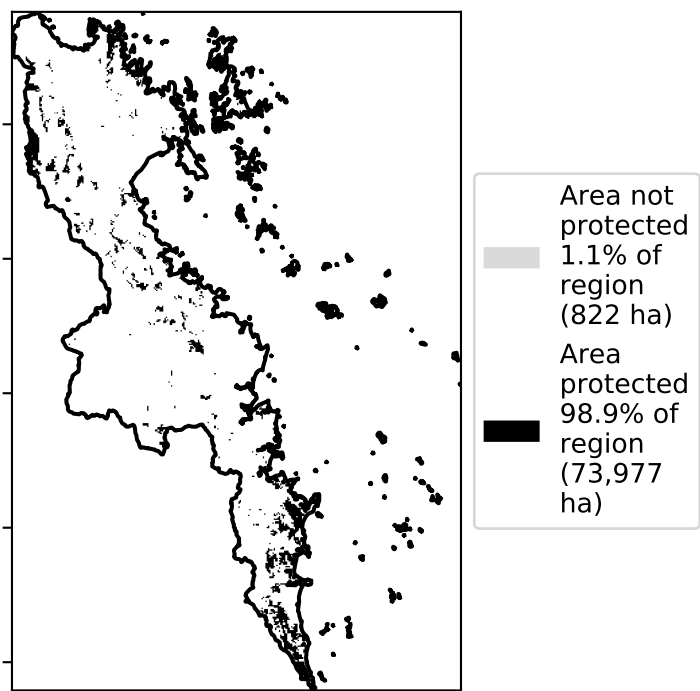 Area not
protected
1.1% of
region
(822 ha)
Area
protected
98.9% of
region
(73,977
ha)